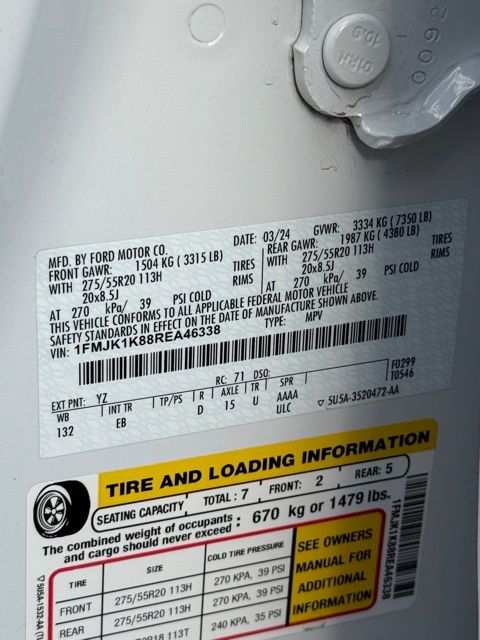 01RH
10.9
0092
MFD. BY FORD MOTOR CO.
DATE: 03/24 GVWR: 3334 KG ( 7350 LB)
FRONT GAWR: 1504 KG ( 3315 LB)
REAR GAWR: 1987 KG ( 4380 LB)
WITH 275/55R20 113H TIRES
275/55R20 113H TIRES
20x8.5J RIMS
20x8.5J RIMS
AT 270 kPa/ 39 PSI COLD
AT 270 kPa/ 39 PSI COLD
THIS VEHICLE CONFORMS TO ALL APPLICABLE FEDERAL MOTOR VEHICLE
SAFETY STANDARDS IN EFFECT ON THE DATE OF MANUFACTURE SHOWN ABOVE.
VIN: 1FMJK1K88REA46338 TYPE: MPV
EXT PNT: YZ RC: 71 DSO: F0299
WB INT TR TP/PS R AXLE TR SPR T0546
132 EB D 15 U AAAA
ULC ▽ 5U5A-3520472-AA
TIRE AND LOADING INFORMATION
SEATING CAPACITY TOTAL : 7 FRONT: 2 REAR: 5
The combined weight of occupants
and cargo should never exceed : 670 kg or 1479 lbs.
TIRE SIZE COLD TIRE PRESSURE
FRONT 275/55R20 113H 270 KPA, 39 PSI
REAR 275/55R20 113H 270 KPA, 39 PSI
113T 240 KPA, 35 PSI
SEE OWNERS
MANUAL FOR
ADDITIONAL
INFORMATION
1FMJK1K88REA46338
▽ 5U5A-1532-AA